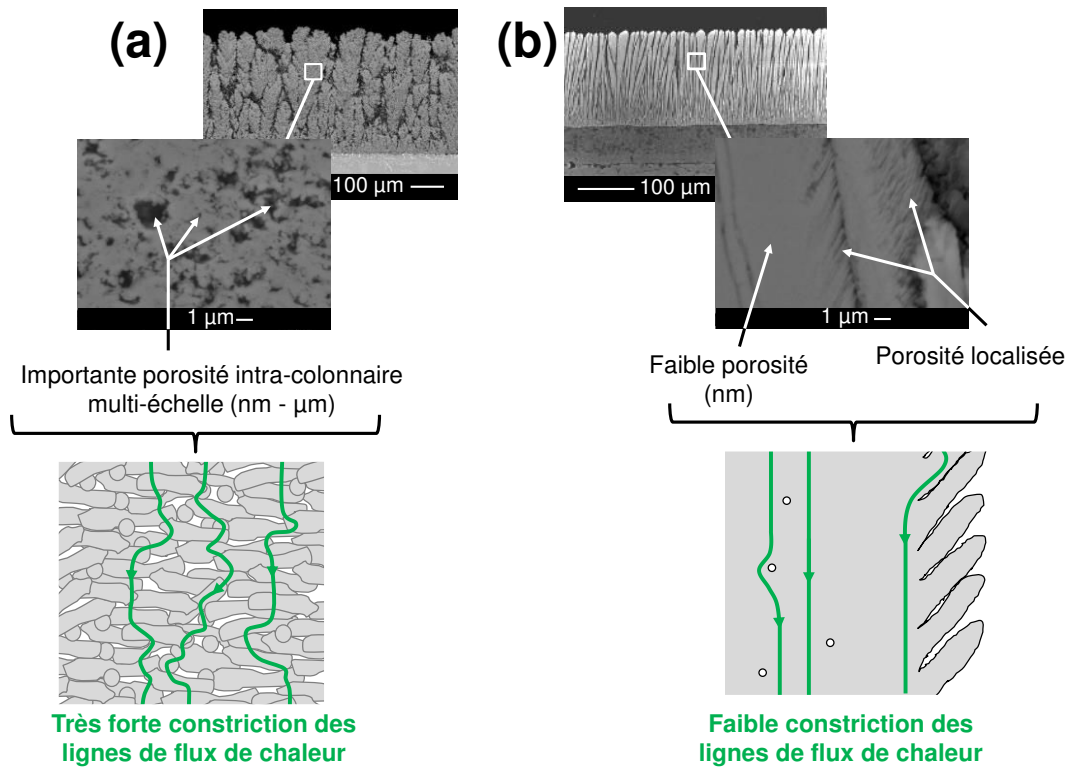 (a)
100 µm
1 µm
Importante porosité intra-colonnaire
multi-échelle (nm - µm)
Très forte constriction des
lignes de flux de chaleur
(b)
100 µm
1 µm
Faible porosité
(nm)
Porosité localisée
Faible constriction des
lignes de flux de chaleur